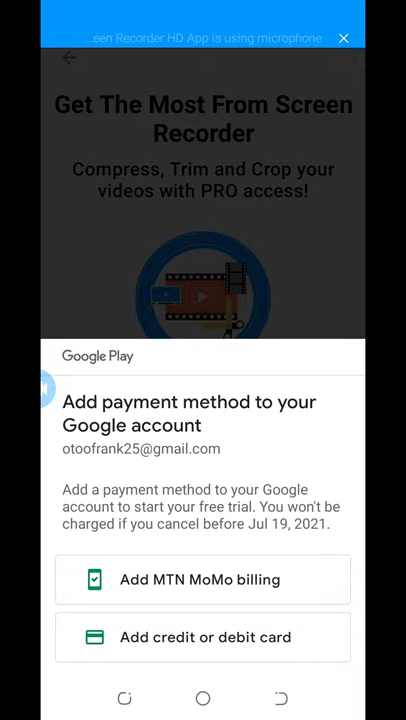 ...een Recorder HD App is using microphone
Get The Most From Screen
Recorder
Compress, Trim and Crop your
videos with PRO access!
Google Play
Add payment method to your
Google account
otoofrank25@gmail.com
Add a payment method to your Google
account to start your free trial. You won't be
charged if you cancel before Jul 19, 2021.
Add MTN MoMo billing
Add credit or debit card